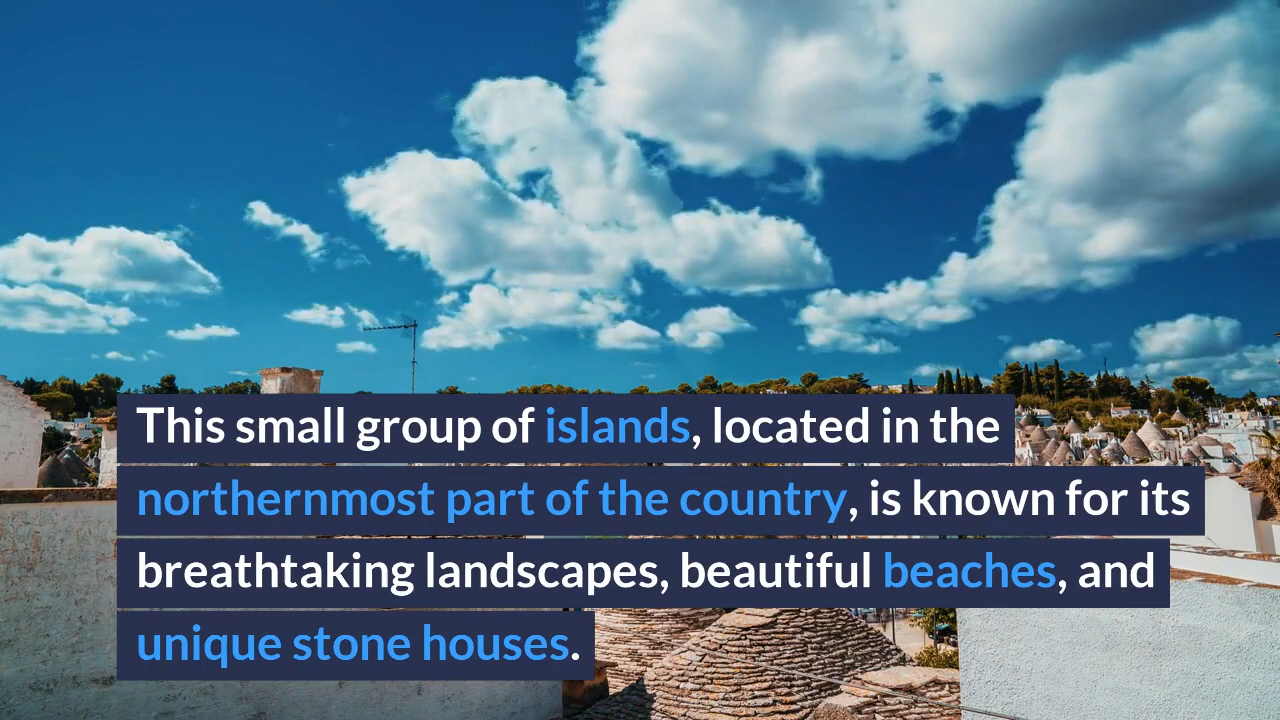 This small group of islands, located in the
northernmost part of the country, is known for its
breathtaking landscapes, beautiful beaches, and
unique stone houses.